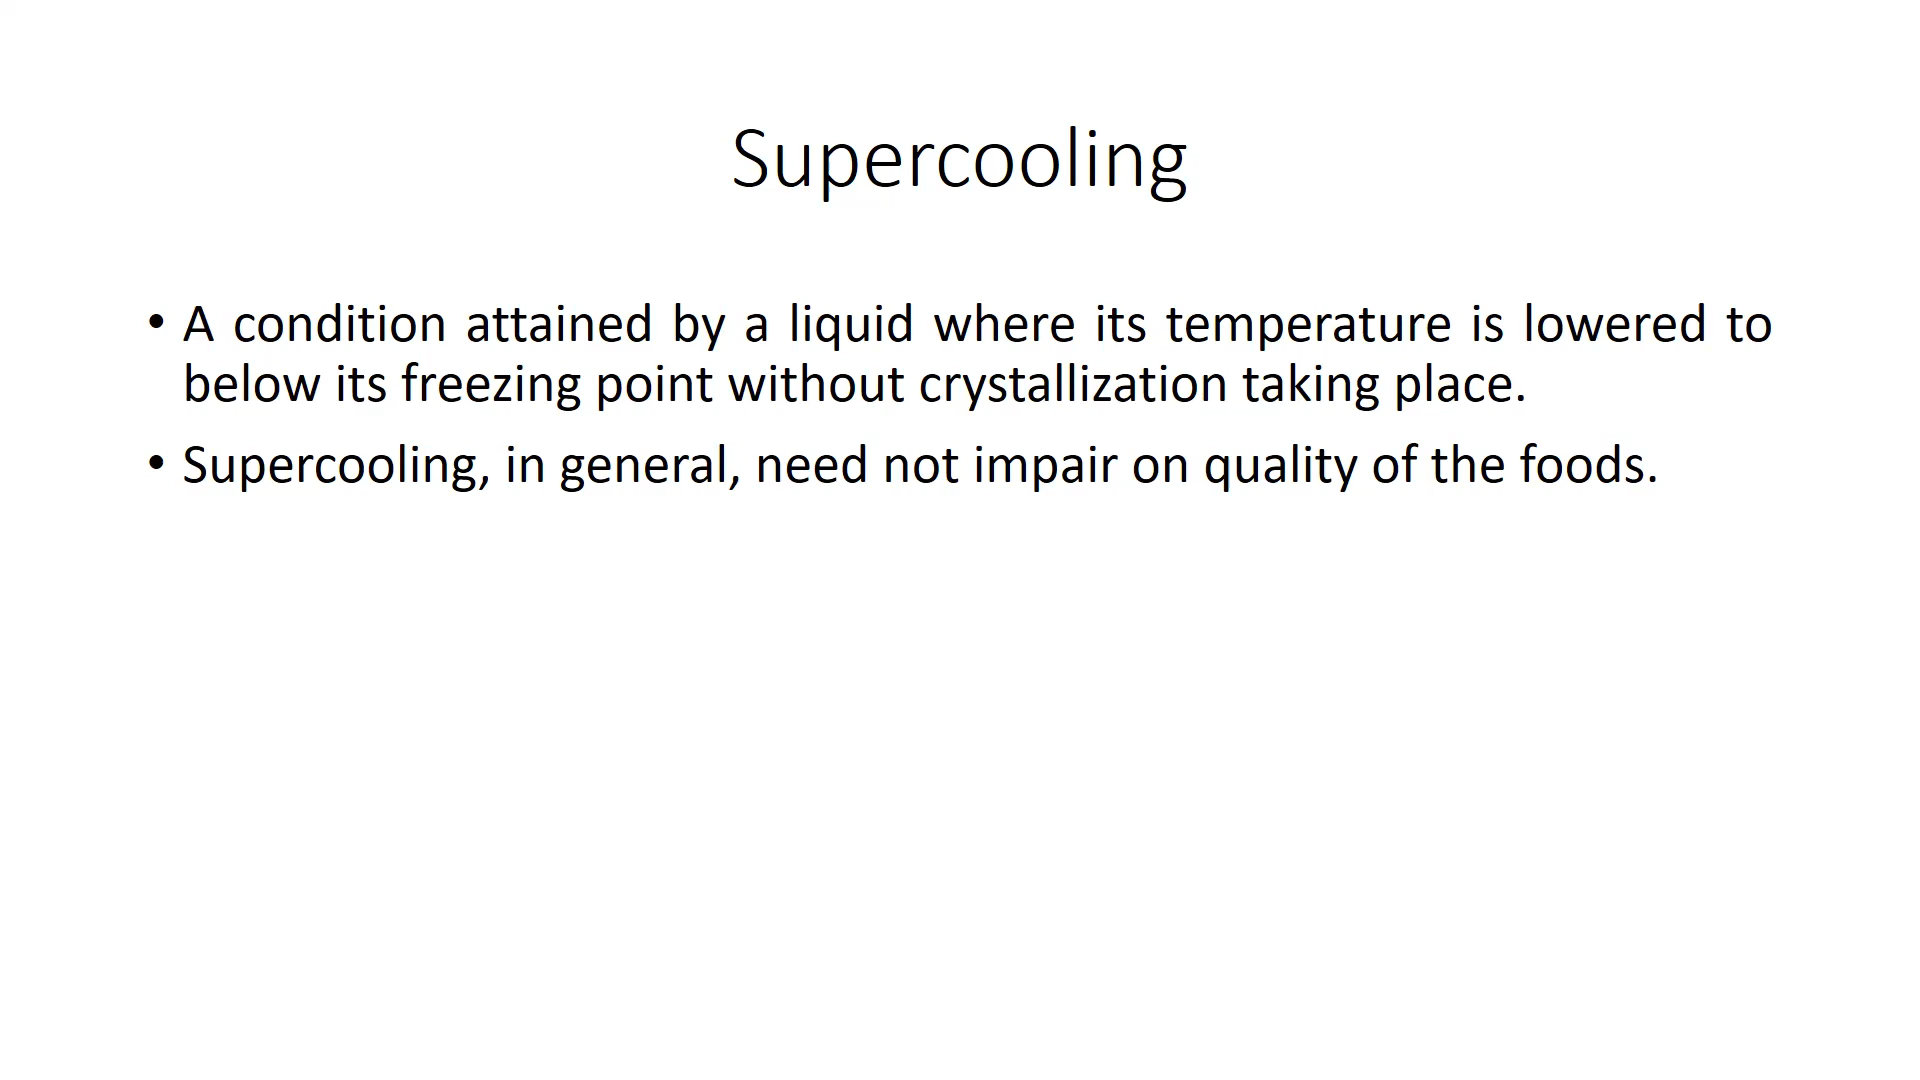 Supercooling
• A condition attained by a liquid where its temperature is lowered to
below its freezing point without crystallization taking place.
• Supercooling, in general, need not impair on quality of the foods.